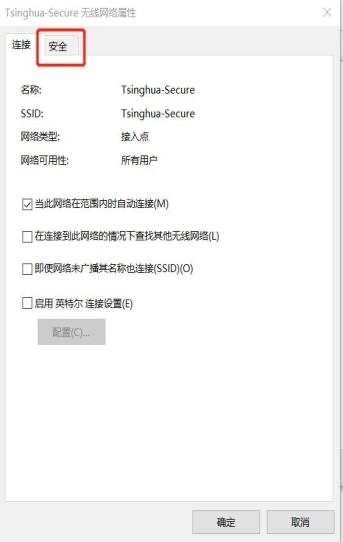 Tsinghua-Secure 无线网络属性
连接 安全
名称: Tsinghua-Secure
SSID: Tsinghua-Secure
网络类型: 接入点
网络可用性: 所有用户
当此网络在范围内时自动连接(M)
在连接到此网络的情况下查找其他无线网络(L)
即使网络未广播其名称也连接(SSID)(O)
启用 英特尔 连接设置(E)
配置(C)...
确定 取消